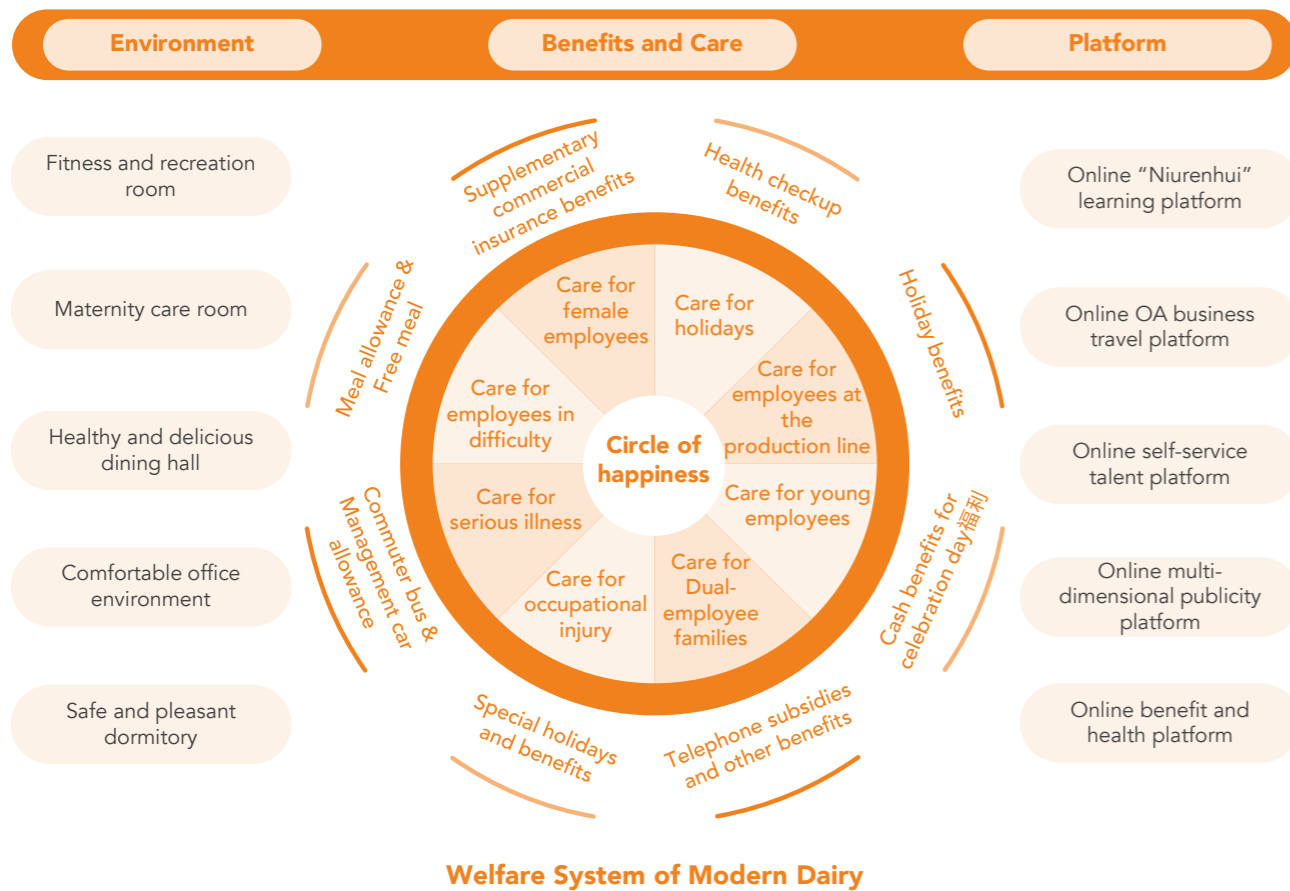 Environment
Benefits and Care
Platform
Fitness and recreation
room
Maternity care room
Healthy and delicious
dining hall
Comfortable office
environment
Safe and pleasant
dormitory
Supplementary
commercial
insurance benefits
Health checkup
benefits
Holiday benefits
Cash benefits for
celebration day福利
Telephone subsidies
and other benefits
Special holidays
and benefits
Commuter bus &
Management car
allowance
Meal allowance &
Free meal
Care for
female
employees
Care for
holidays
Care for
employees at
the
production line
Care for young
employees
Care for
Dual-
employee
families
Care for
occupational
injury
Care for
serious illness
Care for
employees in
difficulty
Circle of
happiness
Online “Niurenhui”
learning platform
Online OA business
travel platform
Online self-service
talent platform
Online multi-
dimensional publicity
platform
Online benefit and
health platform
Welfare System of Modern Dairy